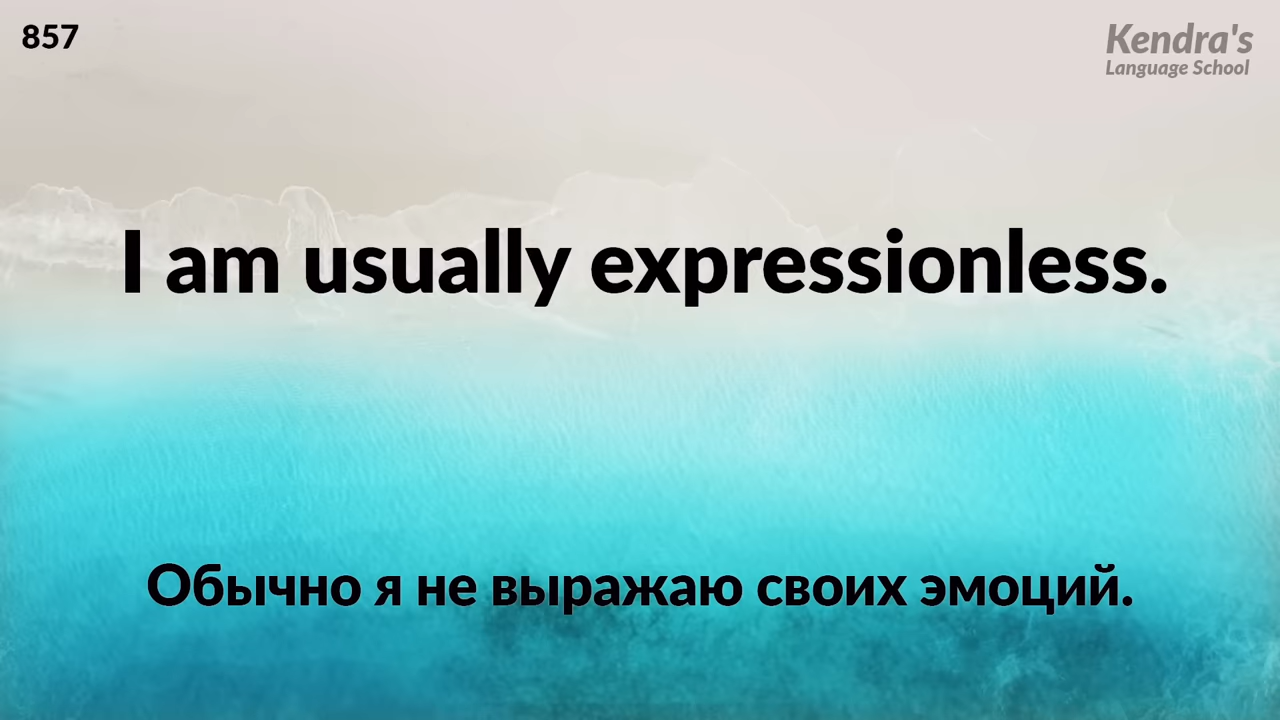 857
Kendra's
Language School
I am usually expressionless.
Обычно я не выражаю своих эмоций.